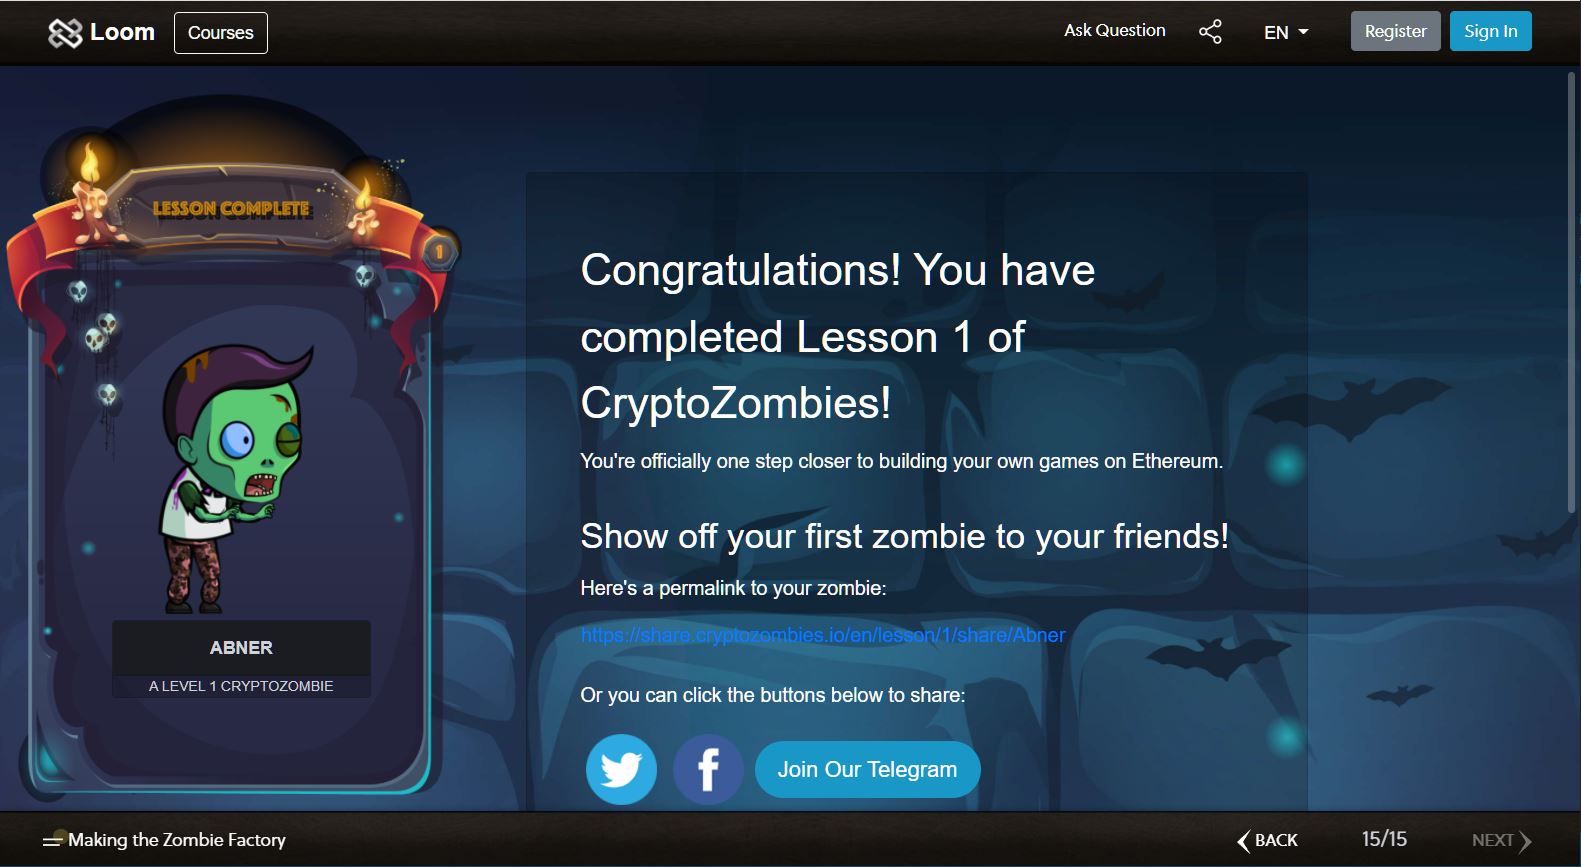 Loom
Courses
Ask Question
EN
Register
Sign In
LESSON COMPLETE
1
ABNER
A LEVEL 1 CRYPTOZOMBIE
Congratulations! You have
completed Lesson 1 of
CryptoZombies!
You're officially one step closer to building your own games on Ethereum.
Show off your first zombie to your friends!
Here's a permalink to your zombie:
https://share.cryptozombies.io/en/lesson/1/share/Abner
Or you can click the buttons below to share:
Join Our Telegram
Making the Zombie Factory
BACK
15/15
NEXT